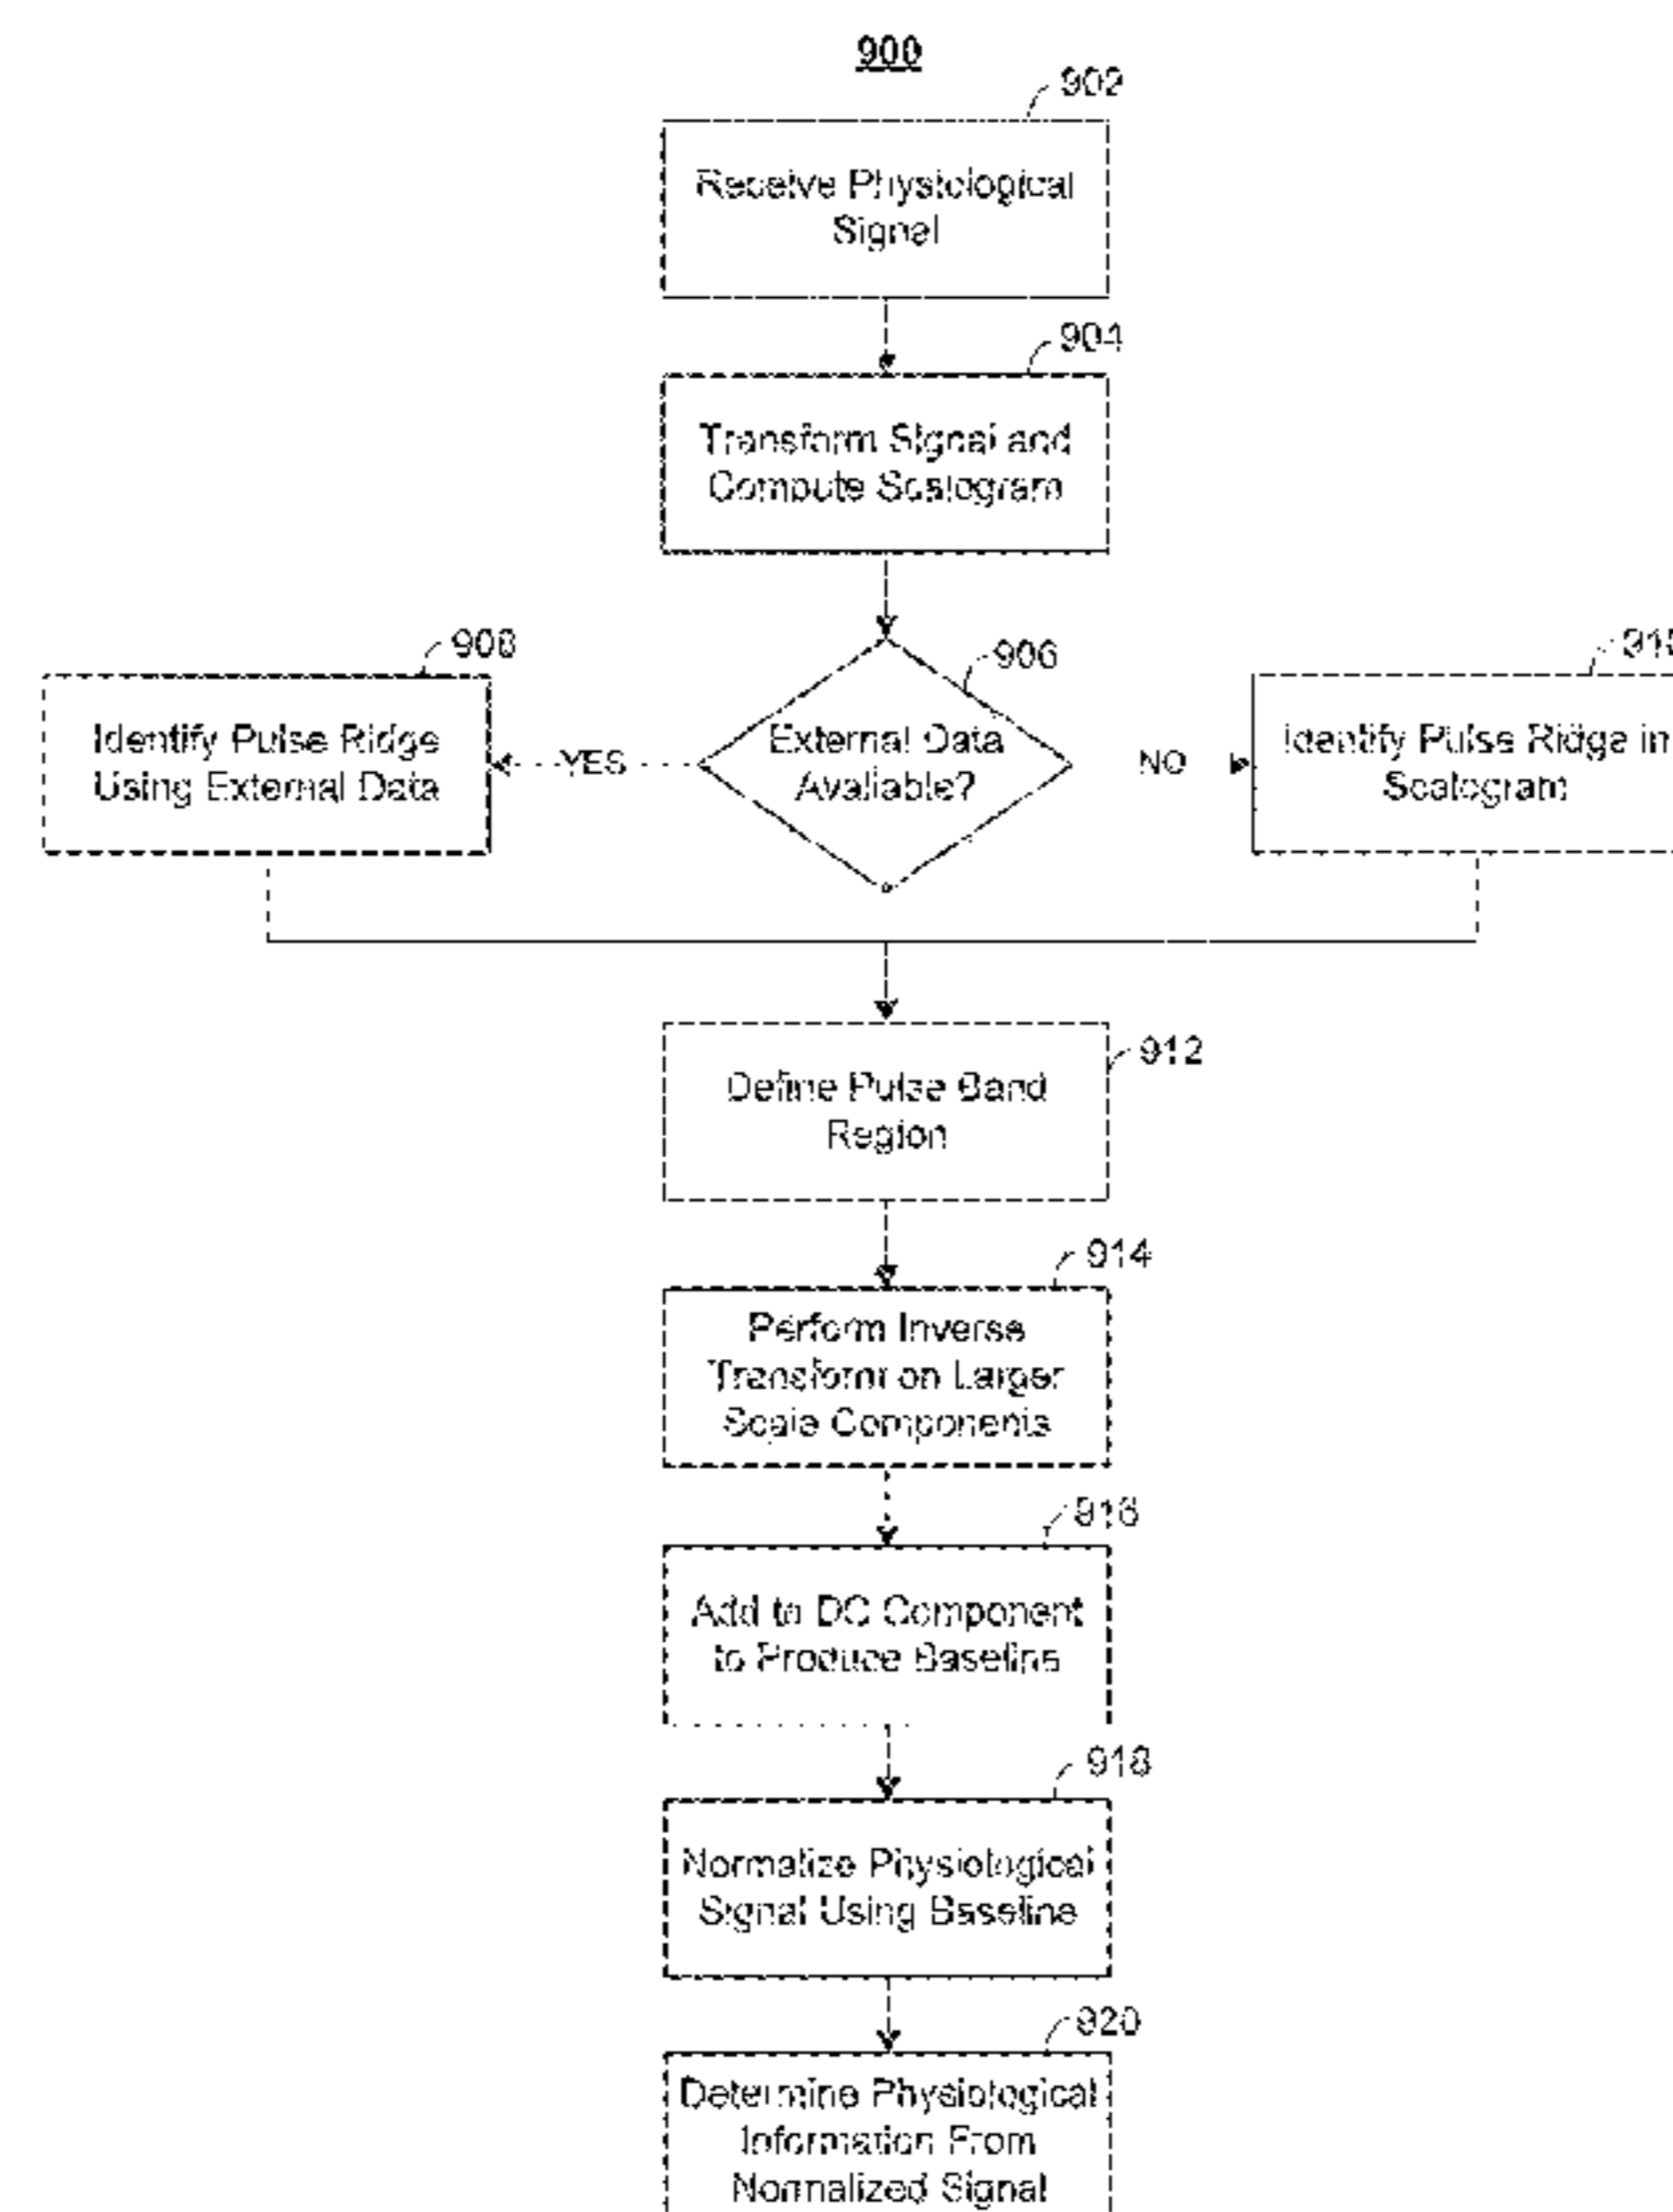 900
902
Receive Physiological
Signal
904
Transform Signal and
Compute Scalogram
908
906
Identify Pulse Ridge
Using External Data
YES
External Data
Available?
NO
Identify Pulse Ridge in
Scalogram
912
Define Pulse Band
Region
914
Perform Inverse
Transform on Larger
Scale Components
916
Add to DC Component
to Produce Baseline
918
Normalize Physiological
Signal Using Baseline
920
Determine Physiological
Information From
Normalized Signal